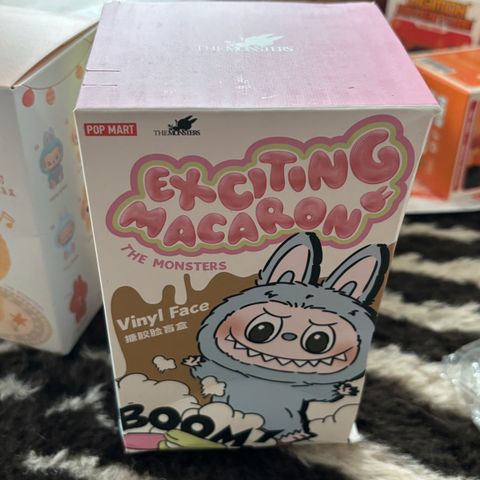 THE MONSTERS
POP MART
THE MONSTERS
EXCITING
MACARON
THE MONSTERS
Vinyl Face
搪胶脸盲盒
BOOM!